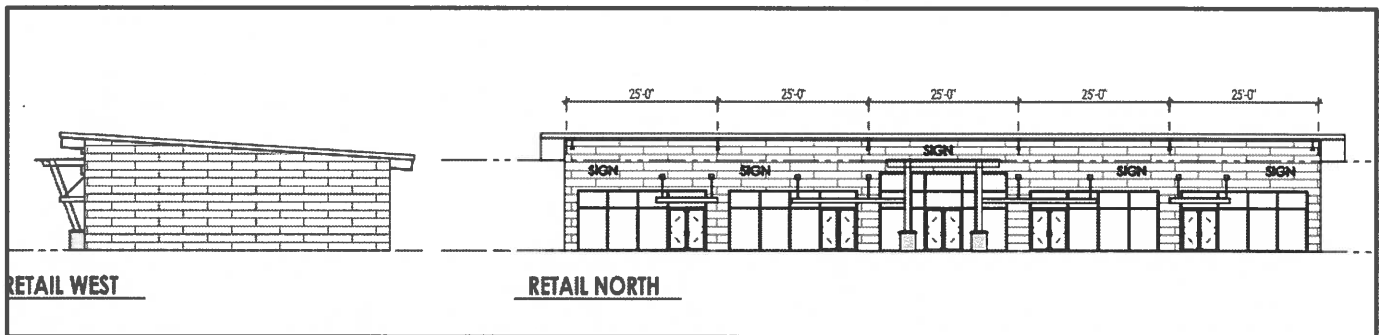 25'-0" 25'-0" 25'-0" 25'-0" 25'-0"
SIGN
SIGN SIGN SIGN SIGN
RETAIL WEST RETAIL NORTH